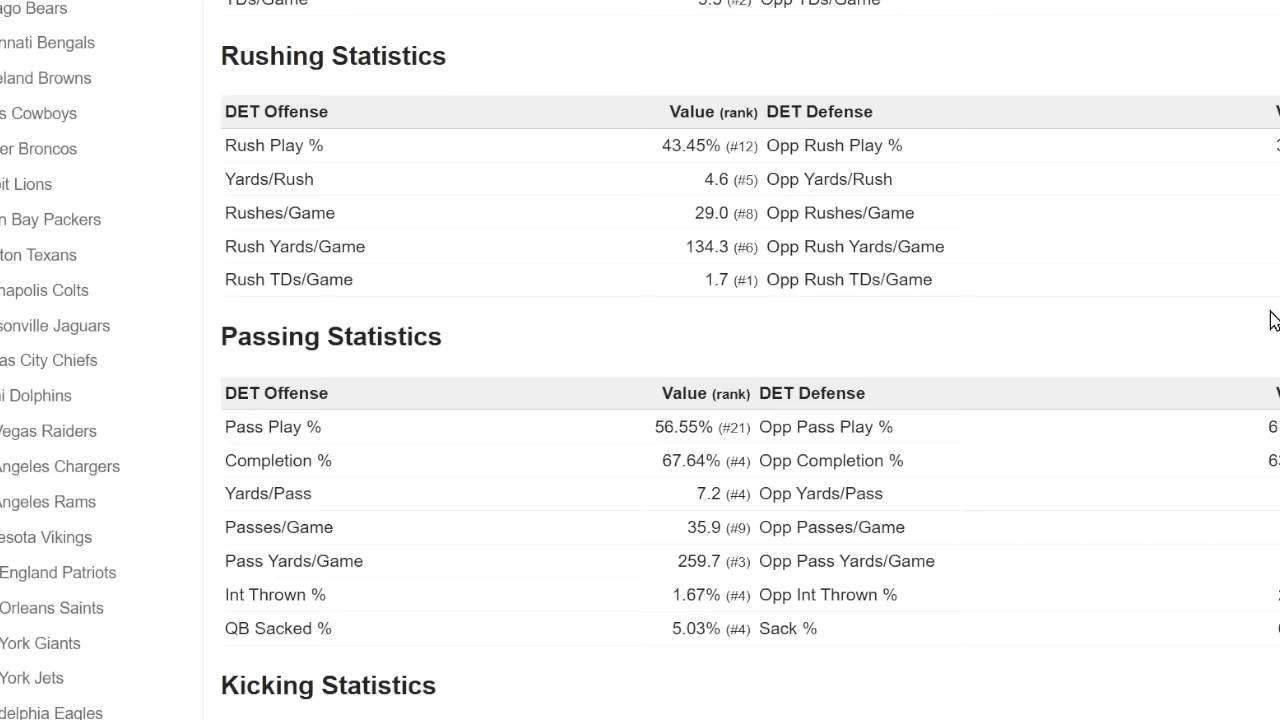 ago Bears
nnati Bengals
eland Browns
s Cowboys
er Broncos
it Lions
n Bay Packers
ton Texans
napolis Colts
sonville Jaguars
as City Chiefs
i Dolphins
Vegas Raiders
Angeles Chargers
Angeles Rams
esota Vikings
England Patriots
Orleans Saints
York Giants
York Jets
delphia Eagles
TDs/Game (#2) Opp TDs/Game
Rushing Statistics
DET Offense Value (rank) DET Defense
Rush Play % 43.45% (#12) Opp Rush Play %
Yards/Rush 4.6 (#5) Opp Yards/Rush
Rushes/Game 29.0 (#8) Opp Rushes/Game
Rush Yards/Game 134.3 (#6) Opp Rush Yards/Game
Rush TDs/Game 1.7 (#1) Opp Rush TDs/Game
Passing Statistics
DET Offense Value (rank) DET Defense
Pass Play % 56.55% (#21) Opp Pass Play % 6
Completion % 67.64% (#4) Opp Completion %
Yards/Pass 7.2 (#4) Opp Yards/Pass
Passes/Game 35.9 (#9) Opp Passes/Game
Pass Yards/Game 259.7 (#3) Opp Pass Yards/Game
Int Thrown % 1.67% (#4) Opp Int Thrown %
QB Sacked % 5.03% (#4) Sack %
Kicking Statistics